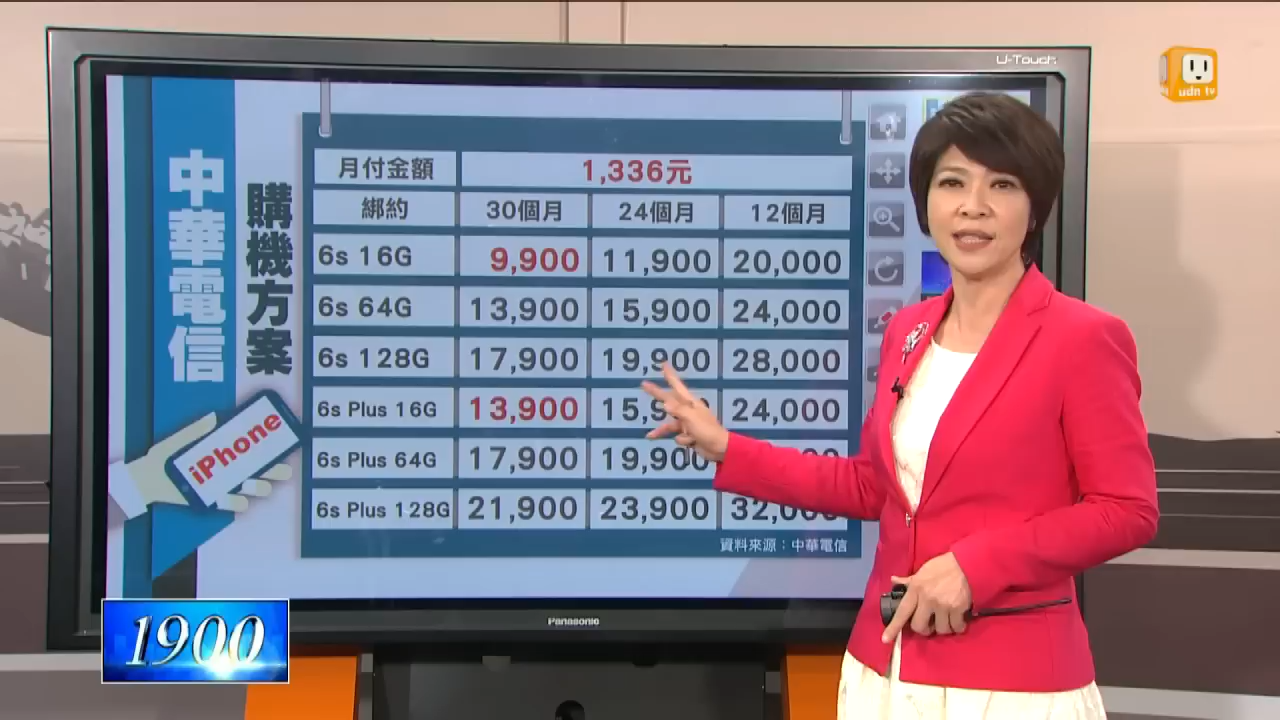 U-Touch
udn tv
中華電信
購機方案
iPhone
月付金額 1,336元
綁約 30個月 24個月 12個月
6s 16G 9,900 11,900 20,000
6s 64G 13,900 15,900 24,000
6s 128G 17,900 19,900 28,000
6s Plus 16G 13,900 15,9 24,000
6s Plus 64G 17,900 19,900
6s Plus 128G 21,900 23,900 32,000
資料來源：中華電信
1900
Panasonic